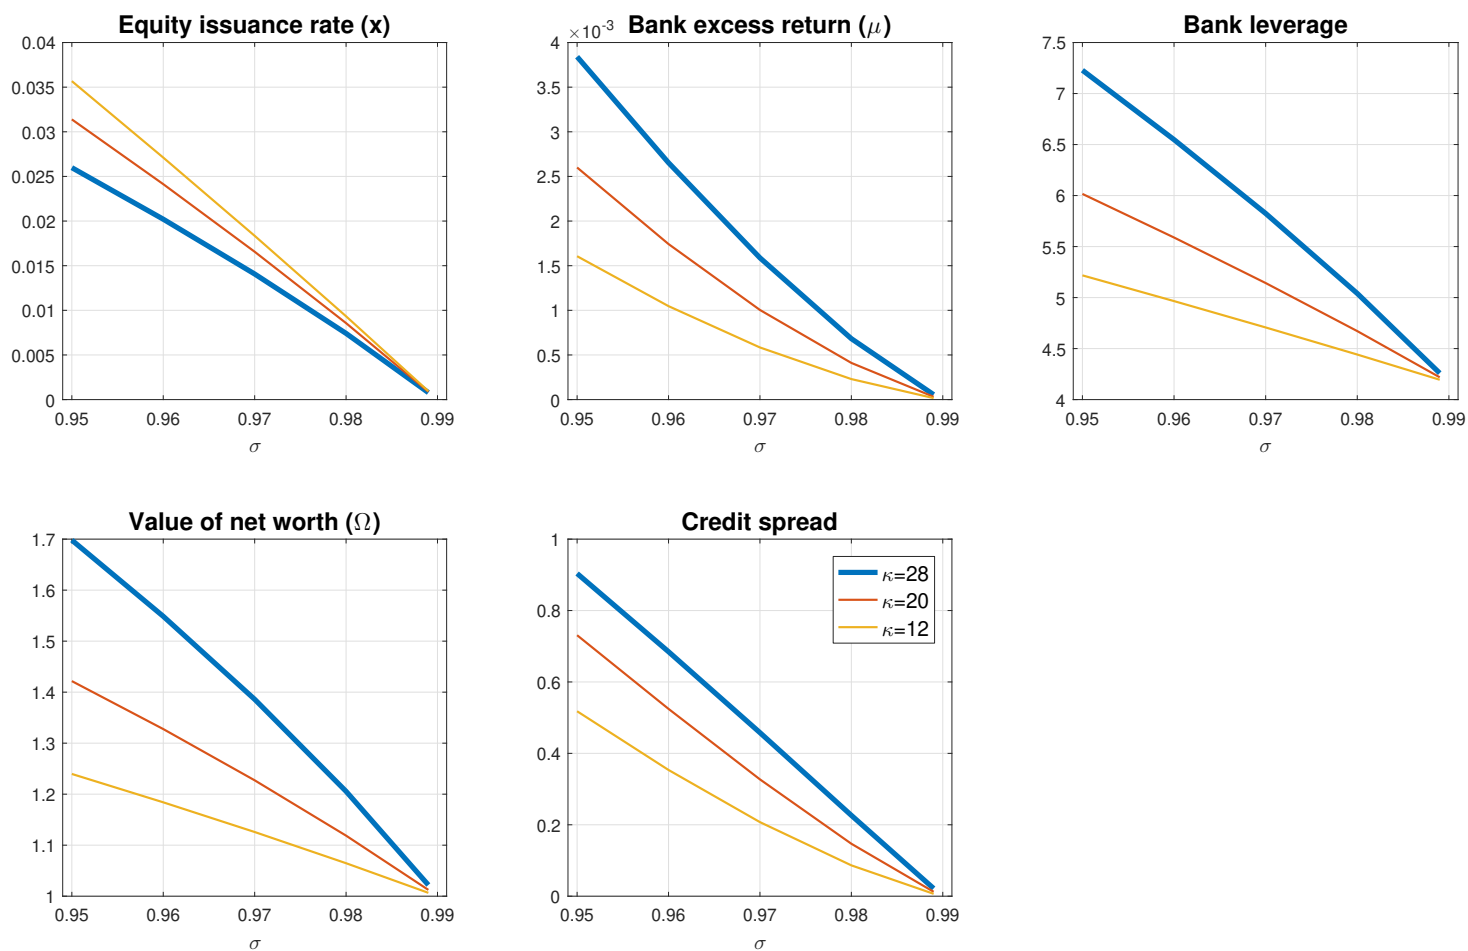 Equity issuance rate (x)
0.04
0.035
0.03
0.025
0.02
0.015
0.01
0.005
0
0.95 0.96 0.97 0.98 0.99
σ
Bank excess return (μ)
×10-3
4
3.5
3
2.5
2
1.5
1
0.5
0
0.95 0.96 0.97 0.98 0.99
σ
Bank leverage
7.5
7
6.5
6
5.5
5
4.5
4
0.95 0.96 0.97 0.98 0.99
σ
Value of net worth (Ω)
1.7
1.6
1.5
1.4
1.3
1.2
1.1
1
0.95 0.96 0.97 0.98 0.99
σ
Credit spread
1
0.8
0.6
0.4
0.2
0
κ=28
κ=20
κ=12
0.95 0.96 0.97 0.98 0.99
σ